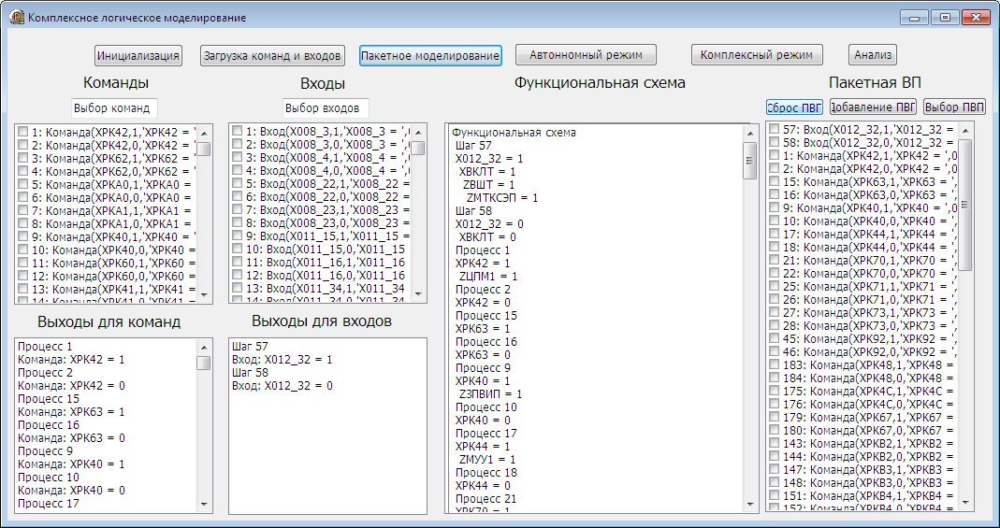 Комплексное логическое моделирование
Инициализация
Загрузка команд и входов
Пакетное моделирование
Автономный режим
Комплексный режим
Анализ
Команды
Входы
Функциональная схема
Пакетная ВП
Выбор команд
Выбор входов
Сброс ПВГ
Добавление ПВГ
Выбор ПВП
1: Команда(ХРК42,1,'ХРК42 = '
2: Команда(ХРК42,0,'ХРК42 = '
3: Команда(ХРК62,1,'ХРК62 = '
4: Команда(ХРК62,0,'ХРК62 = '
5: Команда(ХРКА0,1,'ХРКА0 =
6: Команда(ХРКА0,0,'ХРКА0 =
7: Команда(ХРКА1,1,'ХРКА1 =
8: Команда(ХРКА1,0,'ХРКА1 =
9: Команда(ХРК40,1,'ХРК40 = '
10: Команда(ХРК40,0,'ХРК40 =
11: Команда(ХРК60,1,'ХРК60 =
12: Команда(ХРК60,0,'ХРК60 =
13: Команда(ХРК41,1,'ХРК41 =
14: Команда(ХРК41,0,'ХРК41 =
1: Вход(Х008_3,1,'Х008_3 = ',
2: Вход(Х008_3,0,'Х008_3 = ',
3: Вход(Х008_4,1,'Х008_4 = ',
4: Вход(Х008_4,0,'Х008_4 = ',
5: Вход(Х008_22,1,'Х008_22 =
6: Вход(Х008_22,0,'Х008_22 =
7: Вход(Х008_23,1,'Х008_23 =
8: Вход(Х008_23,0,'Х008_23 =
9: Вход(Х011_15,1,'Х011_15 =
10: Вход(Х011_15,0,'Х011_15
11: Вход(Х011_16,1,'Х011_16
12: Вход(Х011_16,0,'Х011_16
13: Вход(Х011_34,1,'Х011_34
14: Вход(Х011_34,0,'Х011_34
Выходы для команд
Процесс 1
Команда: ХРК42 = 1
Процесс 2
Команда: ХРК42 = 0
Процесс 15
Команда: ХРК63 = 1
Процесс 16
Команда: ХРК63 = 0
Процесс 9
Команда: ХРК40 = 1
Процесс 10
Команда: ХРК40 = 0
Процесс 17
Выходы для входов
Шаг 57
Вход: Х012_32 = 1
Шаг 58
Вход: Х012_32 = 0
Функциональная схема
Шаг 57
Х012_32 = 1
ХВКЛТ = 1
ZВШТ = 1
ZМТКСЭП = 1
Шаг 58
Х012_32 = 0
ХВКЛТ = 0
Процесс 1
ХРК42 = 1
ZЦПМ1 = 1
Процесс 2
ХРК42 = 0
Процесс 15
ХРК63 = 1
Процесс 16
ХРК63 = 0
Процесс 9
ХРК40 = 1
ZЗПВИП = 1
Процесс 10
ХРК40 = 0
Процесс 17
ХРК44 = 1
ZМУУ1 = 1
Процесс 18
ХРК44 = 0
Процесс 21
ХРК70 = 1
57: Вход(Х012_32,1,'Х012_32 =
58: Вход(Х012_32,0,'Х012_32 =
1: Команда(ХРК42,1,'ХРК42 = ',0
2: Команда(ХРК42,0,'ХРК42 = ',0
15: Команда(ХРК63,1,'ХРК63 = ',
16: Команда(ХРК63,0,'ХРК63 = ',
9: Команда(ХРК40,1,'ХРК40 = ',0
10: Команда(ХРК40,0,'ХРК40 = ',
17: Команда(ХРК44,1,'ХРК44 = ',
18: Команда(ХРК44,0,'ХРК44 = ',
21: Команда(ХРК70,1,'ХРК70 = ',
22: Команда(ХРК70,0,'ХРК70 = ',
25: Команда(ХРК71,1,'ХРК71 = ',
26: Команда(ХРК71,0,'ХРК71 = ',
27: Команда(ХРК73,1,'ХРК73 = ',
28: Команда(ХРК73,0,'ХРК73 = ',
45: Команда(ХРК92,1,'ХРК92 = ',
46: Команда(ХРК92,0,'ХРК92 = ',
183: Команда(ХРК48,1,'ХРК48 =
184: Команда(ХРК48,0,'ХРК48 =
175: Команда(ХРК4С,1,'ХРК4С =
176: Команда(ХРК4С,0,'ХРК4С =
179: Команда(ХРК67,1,'ХРК67 =
180: Команда(ХРК67,0,'ХРК67 =
143: Команда(ХРКВ2,1,'ХРКВ2 =
144: Команда(ХРКВ2,0,'ХРКВ2 =
147: Команда(ХРКВ3,1,'ХРКВ3 =
148: Команда(ХРКВ3,0,'ХРКВ3 =
151: Команда(ХРКВ4,1,'ХРКВ4 =
152: Команда(ХРКВ4,0,'ХРКВ4 =